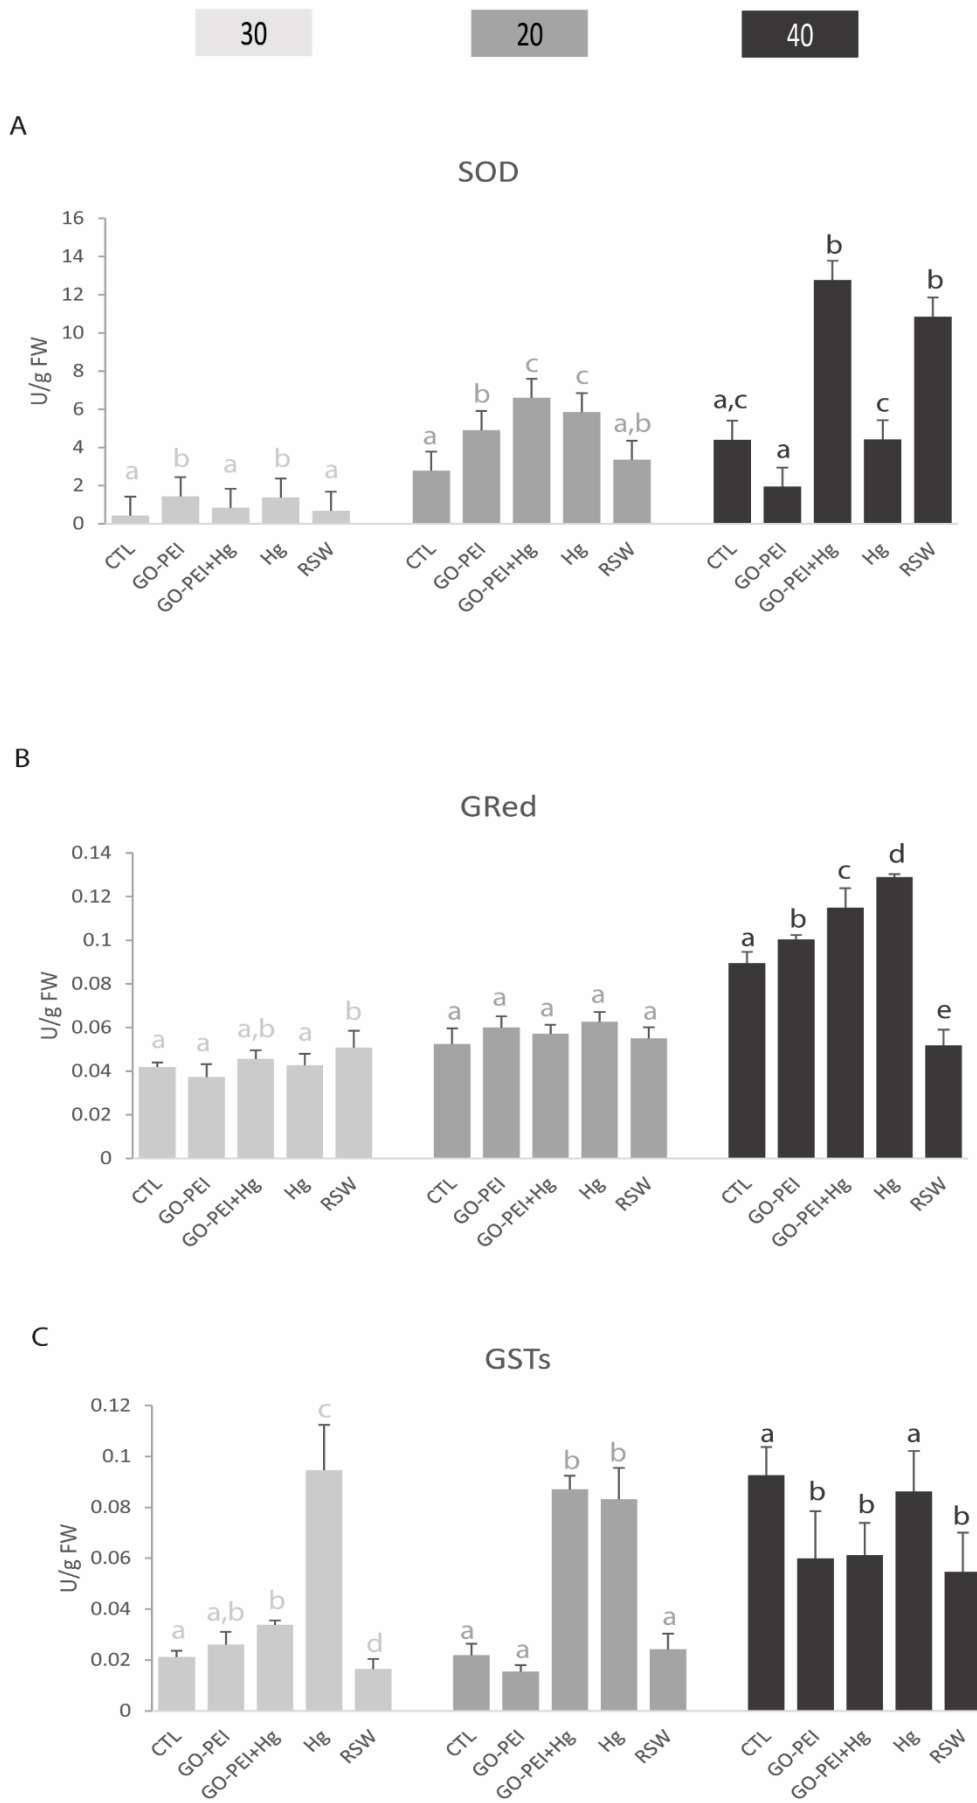 30 20 40
A
SOD
16
14
12
10
8
6
4
2
0
U/g FW
a b a b a a b c c a,b a,c a b c b
CTL GO-PEI GO-PEI+Hg Hg RSW CTL GO-PEI GO-PEI+Hg Hg RSW CTL GO-PEI GO-PEI+Hg Hg RSW
B
GRed
0.14
0.12
0.1
0.08
0.06
0.04
0.02
0
U/g FW
a a a,b a b a a a a a a b c d e
CTL GO-PEI GO-PEI+Hg Hg RSW CTL GO-PEI GO-PEI+Hg Hg RSW CTL GO-PEI GO-PEI+Hg Hg RSW
C
GSTs
0.12
0.1
0.08
0.06
0.04
0.02
0
U/g FW
a a,b b c d a a b b a a b b a b
CTL GO-PEI GO-PEI+Hg Hg RSW CTL GO-PEI GO-PEI+Hg Hg RSW CTL GO-PEI GO-PEI+Hg Hg RSW